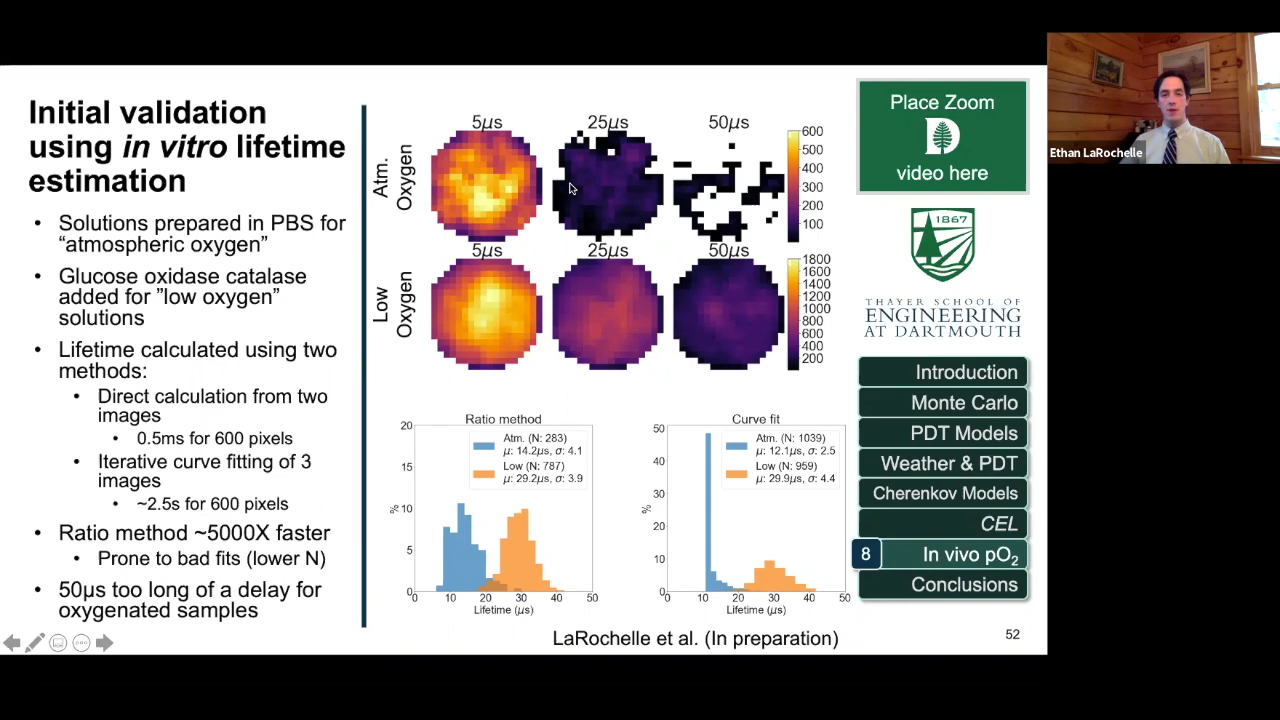 Initial validation
using in vitro lifetime
estimation
• Solutions prepared in PBS for
“atmospheric oxygen”
• Glucose oxidase catalase
added for ”low oxygen”
solutions
• Lifetime calculated using two
methods:
• Direct calculation from two
images
• 0.5ms for 600 pixels
• Iterative curve fitting of 3
images
• ~2.5s for 600 pixels
• Ratio method ~5000X faster
• Prone to bad fits (lower N)
• 50µs too long of a delay for
oxygenated samples
5µs 25µs 50µs
Atm.
Oxygen
600
500
400
300
200
100
5µs 25µs 50µs
Low
Oxygen
1800
1600
1400
1200
1000
800
600
400
200
Ratio method
Atm. (N: 283)
µ: 14.2µs, σ: 4.1
Low (N: 787)
µ: 29.2µs, σ: 3.9
20
15
10
5
0
%
0 10 20 30 40 50
Lifetime (µs)
Curve fit
Atm. (N: 1039)
µ: 12.1µs, σ: 2.5
Low (N: 959)
µ: 29.9µs, σ: 4.4
50
40
30
20
10
0
%
0 10 20 30 40 50
Lifetime (µs)
LaRochelle et al. (In preparation)
52
Place Zoom
D
video here
1867
THAYER SCHOOL OF
ENGINEERING
AT DARTMOUTH
Introduction
Monte Carlo
PDT Models
Weather & PDT
Cherenkov Models
CEL
8 In vivo pO₂
Conclusions
Ethan LaRochelle